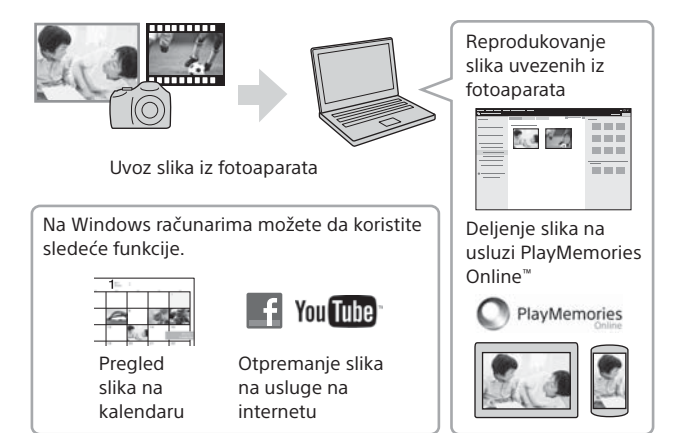 Uvoz slika iz fotoaparata
Reprodukovanje
slika uvezenih iz
fotoaparata
Deljenje slika na
usluzi PlayMemories
Online™
PlayMemories
Online
Na Windows računarima možete da koristite
sledeće funkcije.
1
Pregled
slika na
kalendaru
f YouTube
Otpremanje slika
na usluge na
internetu